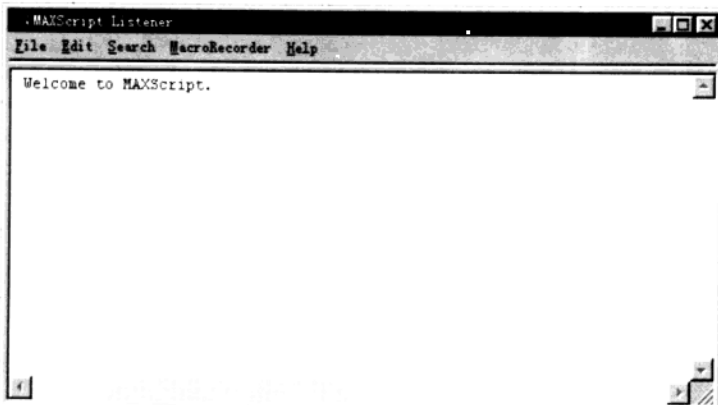 MAXScript Listener
File Edit Search MacroRecorder Help
Welcome to MAXScript.